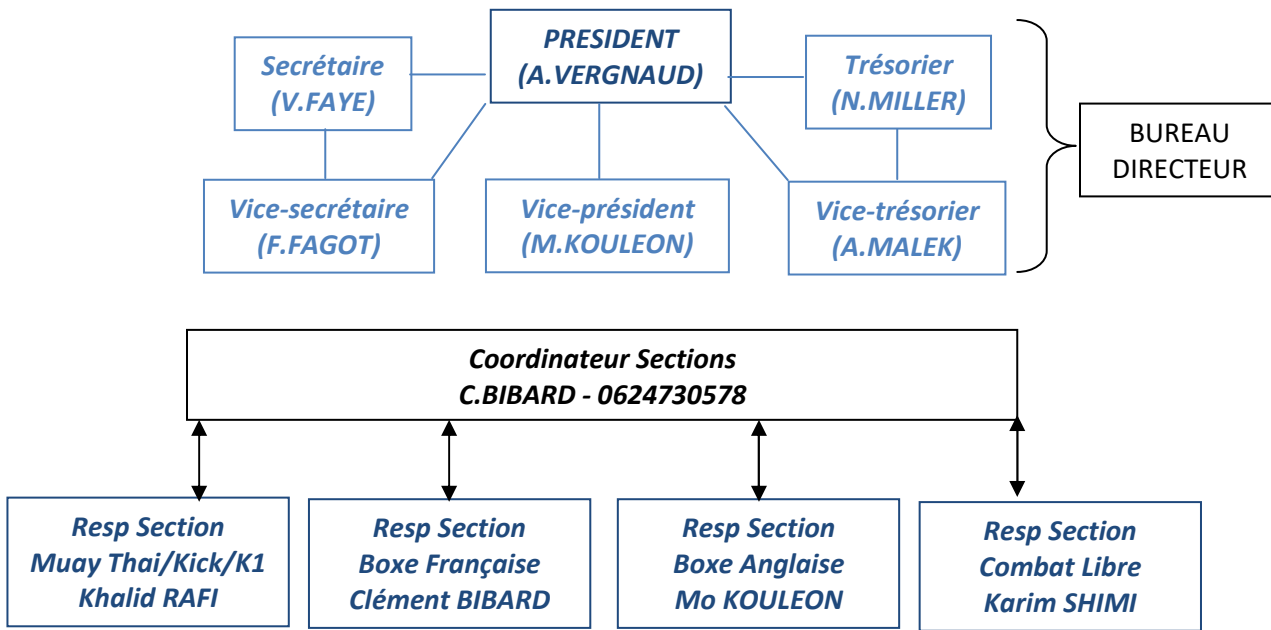 PRESIDENT
(A.VERGNAUD)
Secrétaire
(V.FAYE)
Trésorier
(N.MILLER)
BUREAU
DIRECTEUR
Vice-secrétaire
(F.FAGOT)
Vice-président
(M.KOULEON)
Vice-trésorier
(A.MALEK)
Coordinateur Sections
C.BIBARD - 0624730578
Resp Section
Muay Thai/Kick/K1
Khalid RAFI
Resp Section
Boxe Française
Clément BIBARD
Resp Section
Boxe Anglaise
Mo KOULEON
Resp Section
Combat Libre
Karim SHIMI